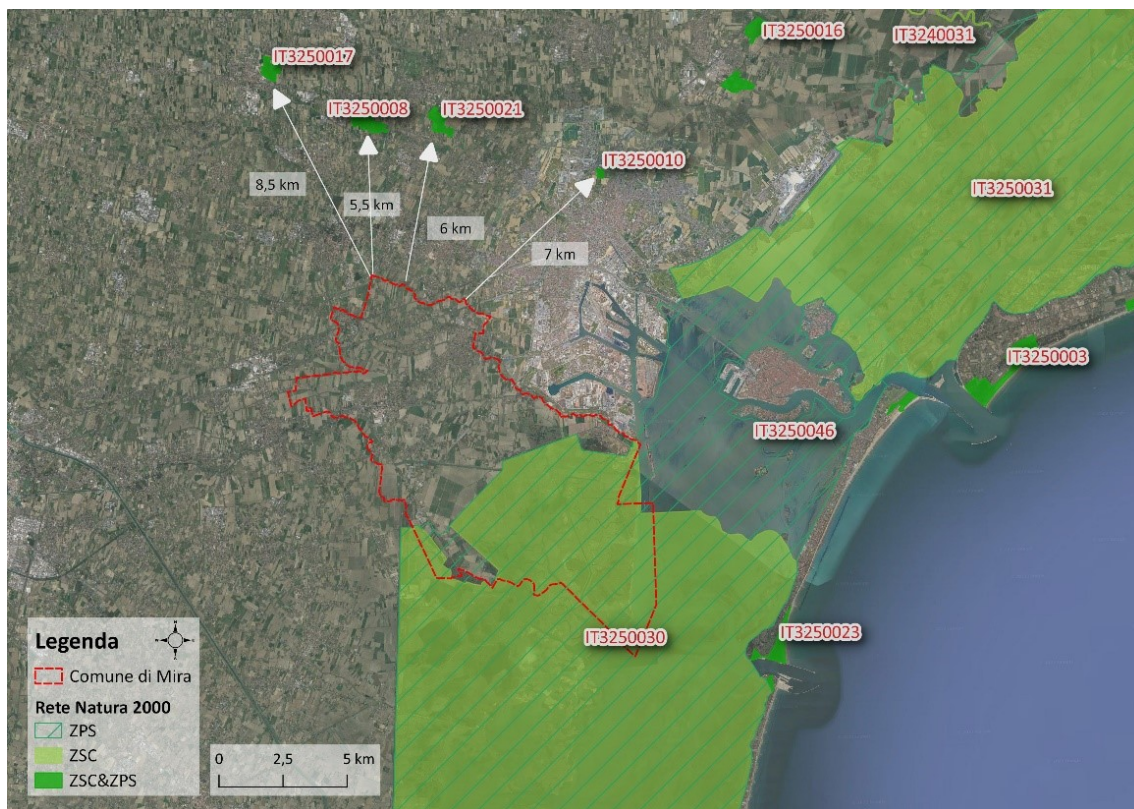 IT3250016
IT3240031
IT3250017
IT3250008
IT3250021
IT3250010
IT3250031
8,5 km
5,5 km
6 km
7 km
IT3250003
IT3250046
IT3250030
IT3250023
Legenda
Comune di Mira
Rete Natura 2000
ZPS
ZSC
ZSC&ZPS
0 2,5 5 km